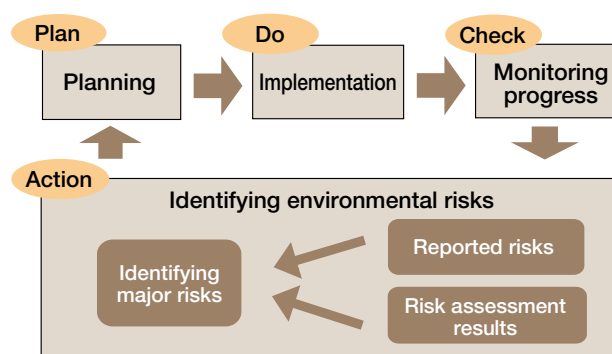 Plan
Planning
Do
Implementation
Check
Monitoring
progress
Action
Identifying environmental risks
Identifying
major risks
Reported risks
Risk assessment
results